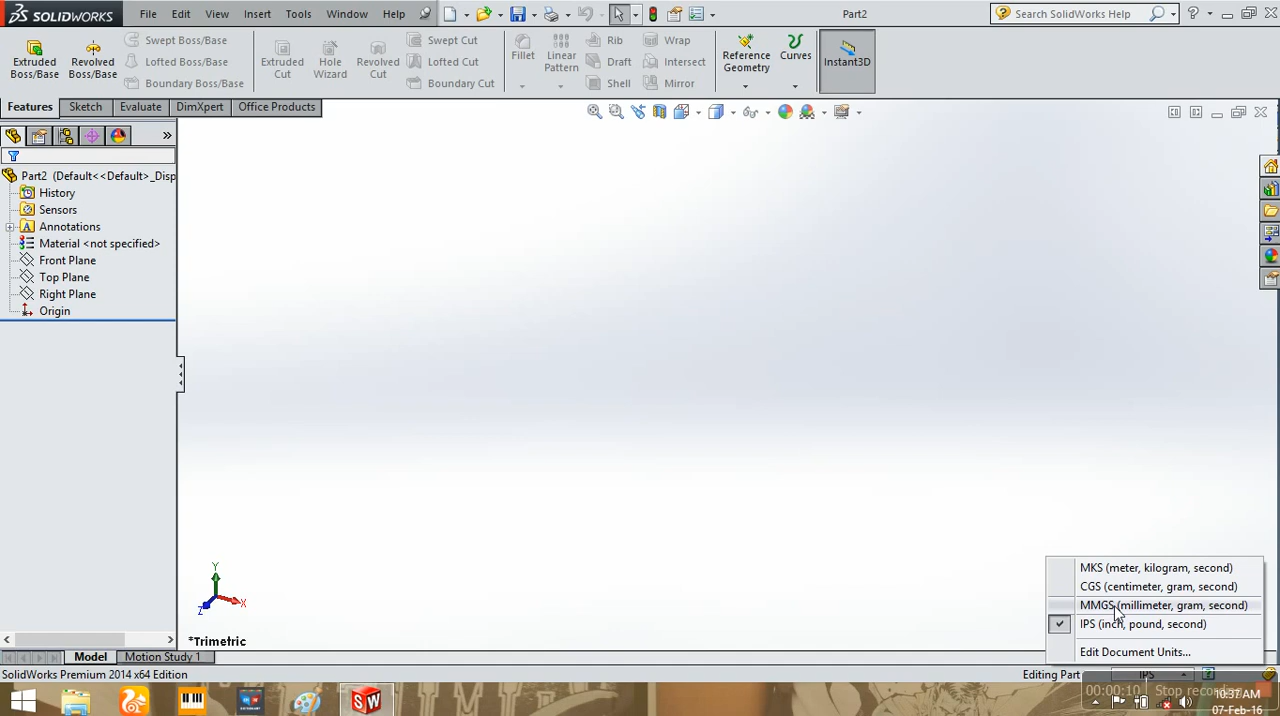 SOLIDWORKS File Edit View Insert Tools Window Help Part2 Search SolidWorks Help
Extruded Boss/Base
Revolved Boss/Base
Swept Boss/Base
Lofted Boss/Base
Boundary Boss/Base
Extruded Cut
Hole Wizard
Revolved Cut
Swept Cut
Lofted Cut
Boundary Cut
Fillet
Linear Pattern
Rib
Draft
Shell
Wrap
Intersect
Mirror
Reference Geometry
Curves
Instant3D
Features Sketch Evaluate DimXpert Office Products
Part2 (Default<<Default>_Disp
History
Sensors
Annotations
Material <not specified>
Front Plane
Top Plane
Right Plane
Origin
Y
X
Z
*Trimetric
MKS (meter, kilogram, second)
CGS (centimeter, gram, second)
MMGS (millimeter, gram, second)
IPS (inch, pound, second)
Edit Document Units...
Model Motion Study 1
SolidWorks Premium 2014 x64 Edition Editing Part IPS
00:00:10 Stop recording
10:37 AM
07-Feb-16